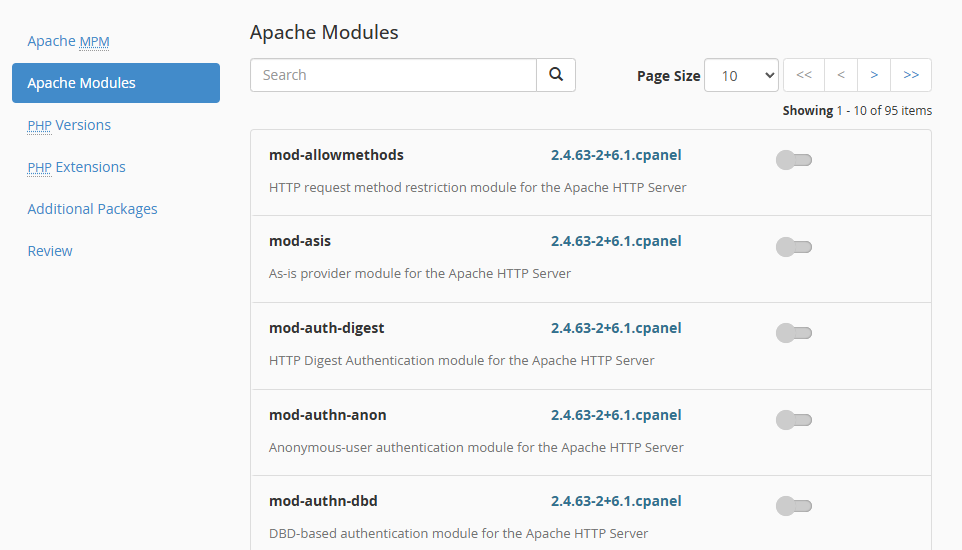 Apache MPM
Apache Modules
PHP Versions
PHP Extensions
Additional Packages
Review
Apache Modules
Search
Page Size 10 << < > >>
Showing 1 - 10 of 95 items
mod-allowmethods 2.4.63-2+6.1.cpanel
HTTP request method restriction module for the Apache HTTP Server
mod-asis 2.4.63-2+6.1.cpanel
As-is provider module for the Apache HTTP Server
mod-auth-digest 2.4.63-2+6.1.cpanel
HTTP Digest Authentication module for the Apache HTTP Server
mod-authn-anon 2.4.63-2+6.1.cpanel
Anonymous-user authentication module for the Apache HTTP Server
mod-authn-dbd 2.4.63-2+6.1.cpanel
DBD-based authentication module for the Apache HTTP Server